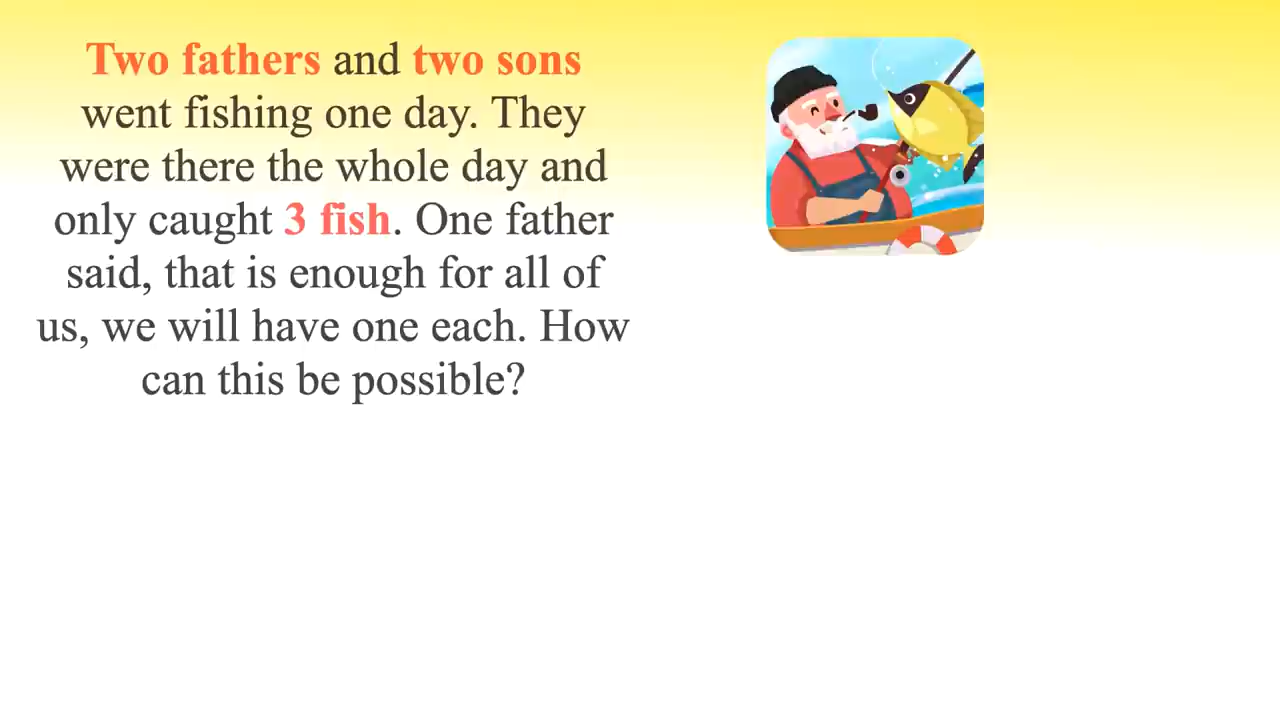 Two fathers and two sons
went fishing one day. They
were there the whole day and
only caught 3 fish. One father
said, that is enough for all of
us, we will have one each. How
can this be possible?